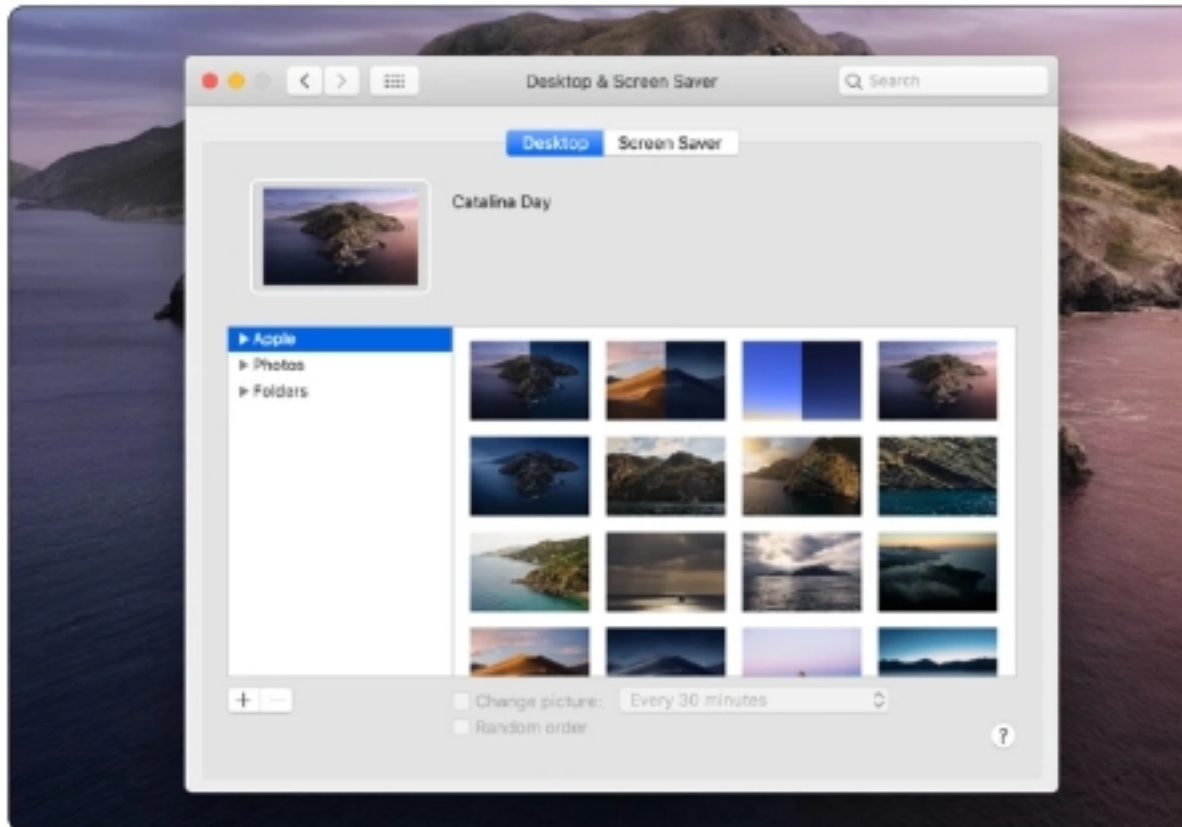 Desktop & Screen Saver
Search
Desktop
Screen Saver
Catalina Day
Apple
Photos
Folders
Change picture:
Every 30 minutes
Random order
?